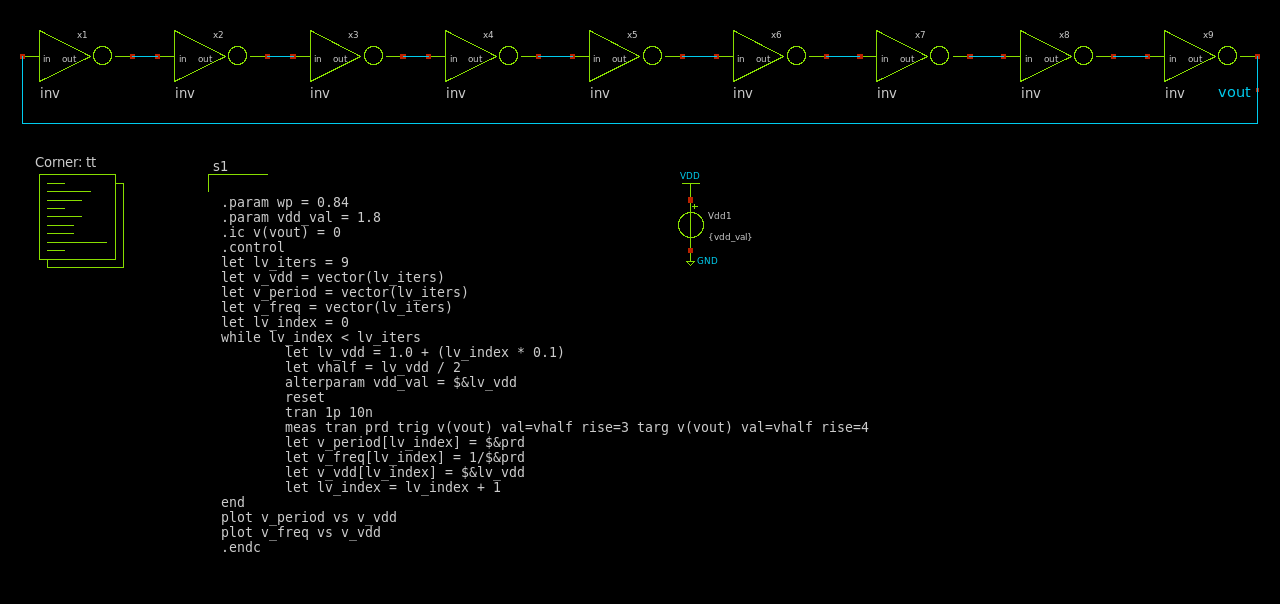 x1 x2 x3 x4 x5 x6 x7 x8 x9
in out in out in out in out in out in out in out in out in out
inv inv inv inv inv inv inv inv inv vout
Corner: tt
s1
.param wp = 0.84
.param vdd_val = 1.8
.ic v(vout) = 0
.control
let lv_iters = 9
let v_vdd = vector(lv_iters)
let v_period = vector(lv_iters)
let v_freq = vector(lv_iters)
let lv_index = 0
while lv_index < lv_iters
let lv_vdd = 1.0 + (lv_index * 0.1)
let vhalf = lv_vdd / 2
alterparam vdd_val = $&lv_vdd
reset
tran 1p 10n
meas tran prd trig v(vout) val=vhalf rise=3 targ v(vout) val=vhalf rise=4
let v_period[lv_index] = $&prd
let v_freq[lv_index] = 1/$&prd
let v_vdd[lv_index] = $&lv_vdd
let lv_index = lv_index + 1
end
plot v_period vs v_vdd
plot v_freq vs v_vdd
.endc
VDD
+
Vdd1
{vdd_val}
GND